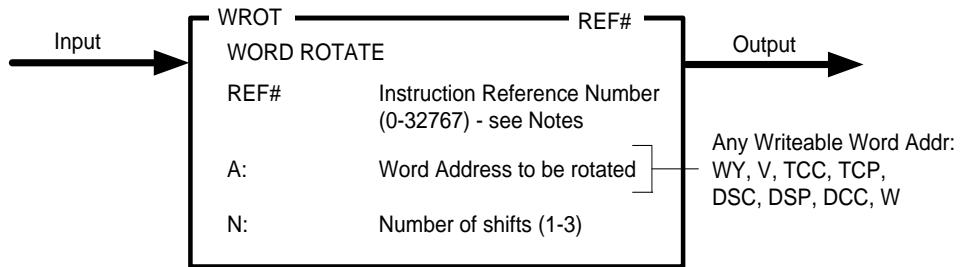 WROT REF#
Input
WORD ROTATE
Output
REF# Instruction Reference Number
(0-32767) - see Notes
A: Word Address to be rotated
Any Writeable Word Addr:
WY, V, TCC, TCP,
DSC, DSP, DCC, W
N: Number of shifts (1-3)